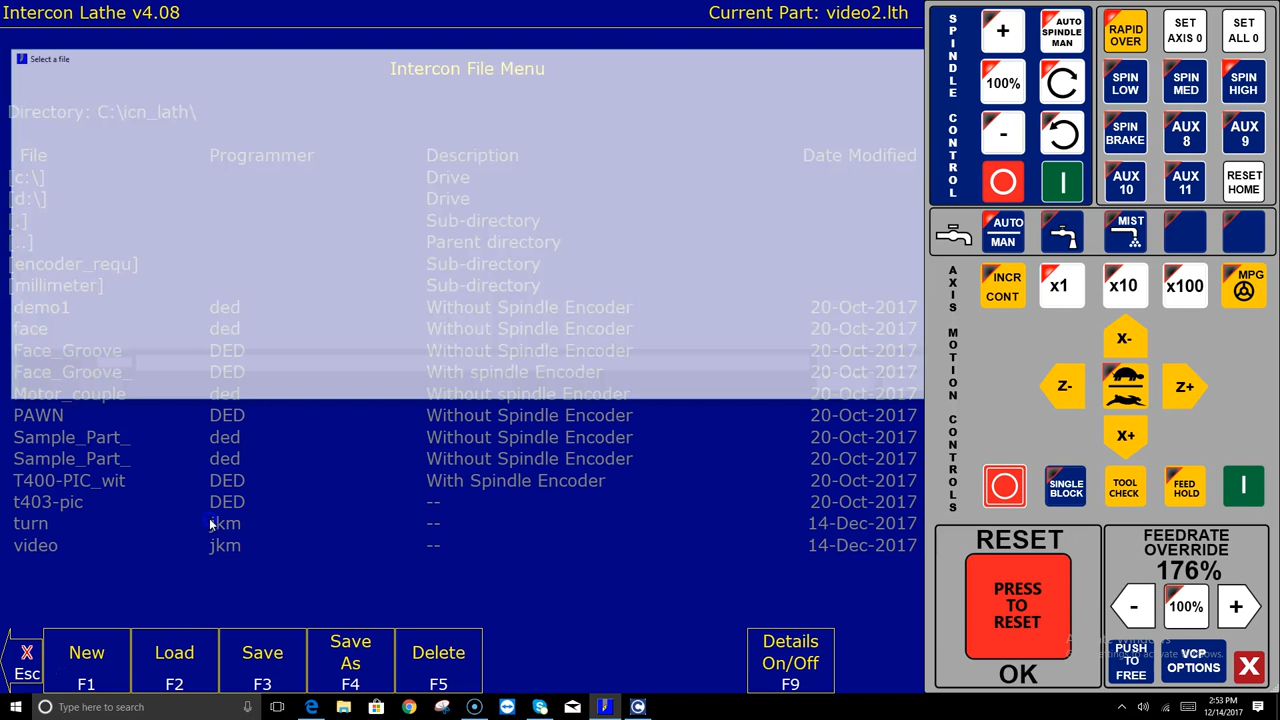 Intercon Lathe v4.08
Current Part: video2.lth
Select a file
Intercon File Menu
Directory: C:\icn_lath\
File Programmer Description Date Modified
[c:\] Drive
[d:\] Drive
[.] Sub-directory
[..] Parent directory
[encoder_requ] Sub-directory
[millimeter] Sub-directory
demo1 ded Without Spindle Encoder 20-Oct-2017
face ded Without Spindle Encoder 20-Oct-2017
Face_Groove_ DED Without Spindle Encoder 20-Oct-2017
Face_Groove_ DED With spindle Encoder 20-Oct-2017
Motor_couple ded Without spindle Encoder 20-Oct-2017
PAWN DED Without Spindle Encoder 20-Oct-2017
Sample_Part_ ded Without Spindle Encoder 20-Oct-2017
Sample_Part_ ded Without Spindle Encoder 20-Oct-2017
T400-PIC_wit DED With Spindle Encoder 20-Oct-2017
t403-pic DED -- 20-Oct-2017
turn jkm -- 14-Dec-2017
video jkm -- 14-Dec-2017
X
Esc
New
F1
Load
F2
Save
F3
Save
As
F4
Delete
F5
Details
On/Off
F9
SPINDLE CONTROL
+
AUTO
SPINDLE
MAN
100%
-
RAPID
OVER
SET
AXIS 0
SET
ALL 0
SPIN
LOW
SPIN
MED
SPIN
HIGH
SPIN
BRAKE
AUX
8
AUX
9
AUX
10
AUX
11
RESET
HOME
AUTO
MAN
MIST
AXIS MOTION CONTROLS
INCR
CONT
x1
x10
x100
MPG
X-
Z-
Z+
X+
SINGLE
BLOCK
TOOL
CHECK
FEED
HOLD
RESET
PRESS
TO
RESET
OK
FEEDRATE
OVERRIDE
176%
-
100%
+
PUSH
TO
FREE
VCP
OPTIONS
X
Type here to search
2:53 PM
12/14/2017